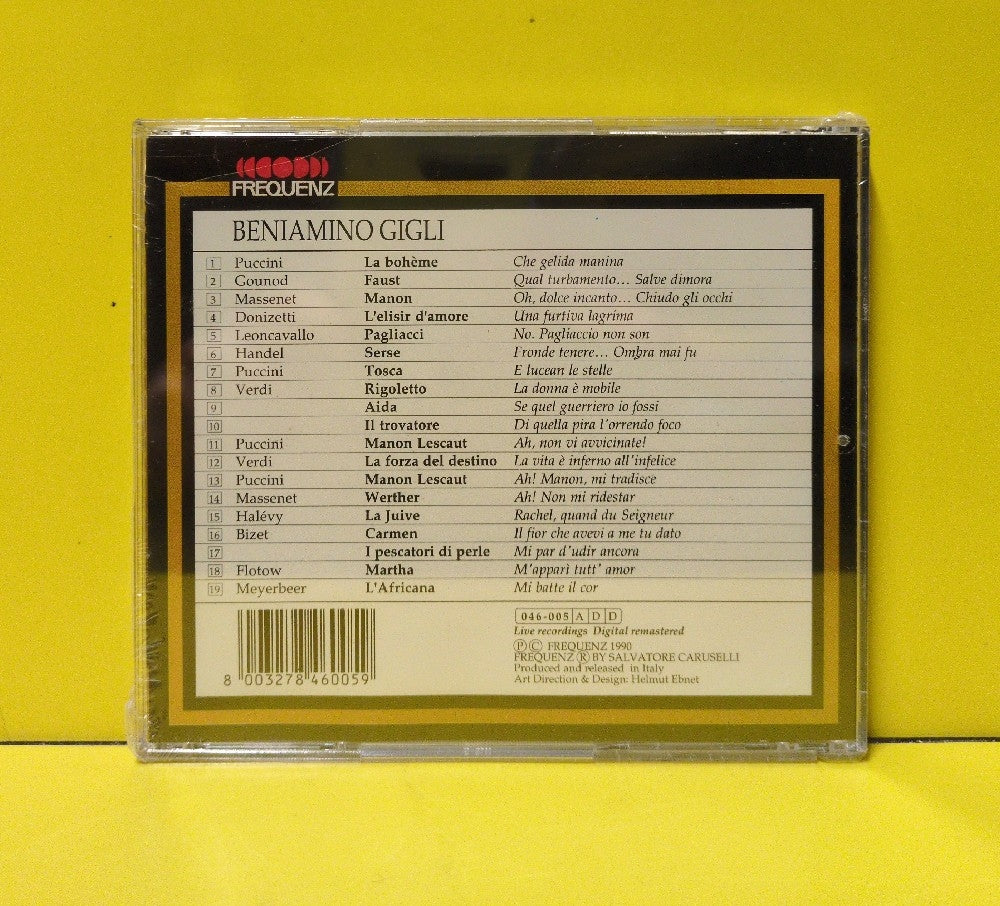 FREQUENZ
BENIAMINO GIGLI
1 Puccini La bohème Che gelida manina
2 Gounod Faust Qual turbamento... Salve dimora
3 Massenet Manon Oh, dolce incanto... Chiudo gli occhi
4 Donizetti L'elisir d'amore Una furtiva lagrima
5 Leoncavallo Pagliacci No. Pagliaccio non son
6 Handel Serse Fronde tenere... Ombra mai fu
7 Puccini Tosca E lucean le stelle
8 Verdi Rigoletto La donna è mobile
9 Aida Se quel guerriero io fossi
10 Il trovatore Di quella pira l'orrendo foco
11 Puccini Manon Lescaut Ah, non vi avvicinate!
12 Verdi La forza del destino La vita è inferno all'infelice
13 Puccini Manon Lescaut Ah! Manon, mi tradisce
14 Massenet Werther Ah! Non mi ridestar
15 Halévy La Juive Rachel, quand du Seigneur
16 Bizet Carmen Il fior che avevi a me tu dato
17 I pescatori di perle Mi par d'udir ancora
18 Flotow Martha M'apparì tutt' amor
19 Meyerbeer L'Africana Mi batte il cor
046-005 A D D
Live recordings Digital remastered
Ⓟ © FREQUENZ 1990
FREQUENZ ® BY SALVATORE CARUSELLI
Produced and released in Italy
Art Direction & Design: Helmut Ebnet
8 003278 460059